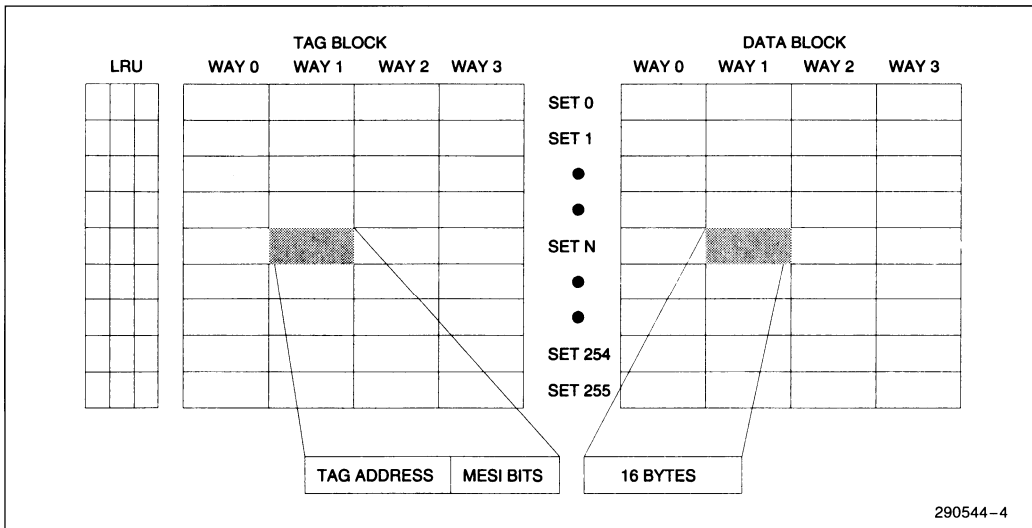 TAG BLOCK DATA BLOCK
LRU WAY 0 WAY 1 WAY 2 WAY 3 WAY 0 WAY 1 WAY 2 WAY 3
SET 0
SET 1
SET N
SET 254
SET 255
TAG ADDRESS MESI BITS 16 BYTES
290544–4